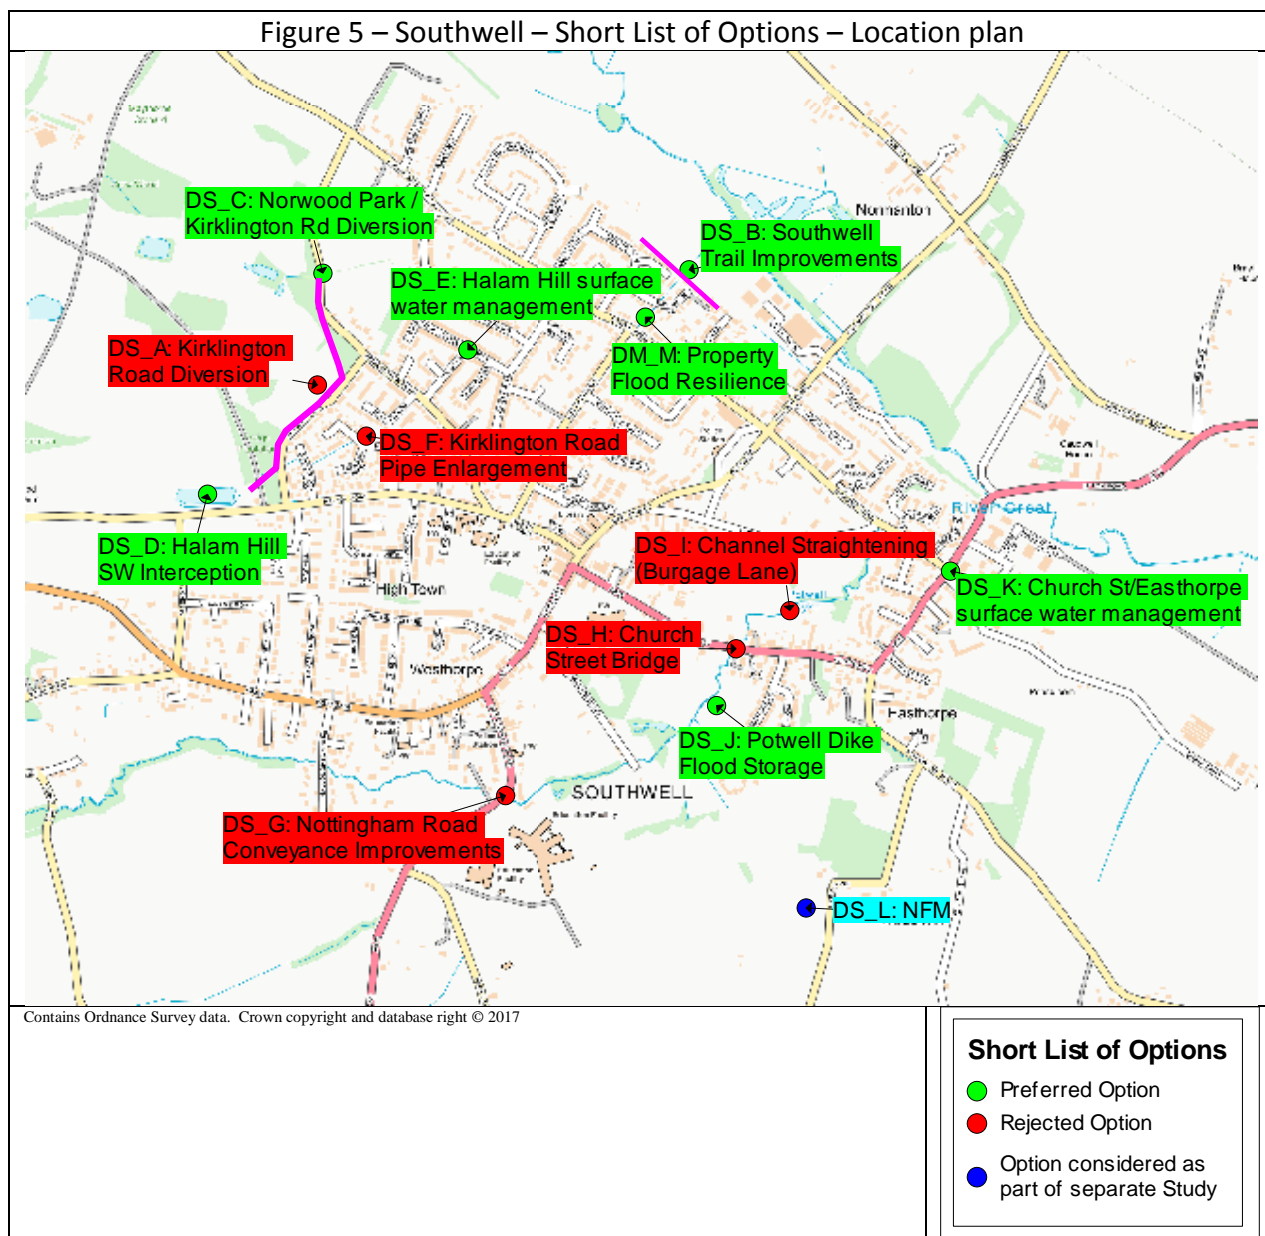 Figure 5 – Southwell – Short List of Options – Location plan
Normanton
DS_C: Norwood Park /
Kirklington Rd Diversion
DS_B: Southwell
Trail Improvements
DS_E: Halam Hill surface
water management
DS_A: Kirklington
Road Diversion
DM_M: Property
Flood Resilience
DS_F: Kirklington Road
Pipe Enlargement
River Greet
DS_D: Halam Hill
SW Interception
DS_I: Channel Straightening
(Burgage Lane)
High Town
DS_K: Church St/Easthorpe
surface water management
DS_H: Church
Street Bridge
Westhorpe
Easthorpe
DS_J: Potwell Dike
Flood Storage
SOUTHWELL
DS_G: Nottingham Road
Conveyance Improvements
DS_L: NFM
Contains Ordnance Survey data. Crown copyright and database right © 2017
Short List of Options
Preferred Option
Rejected Option
Option considered as
part of separate Study